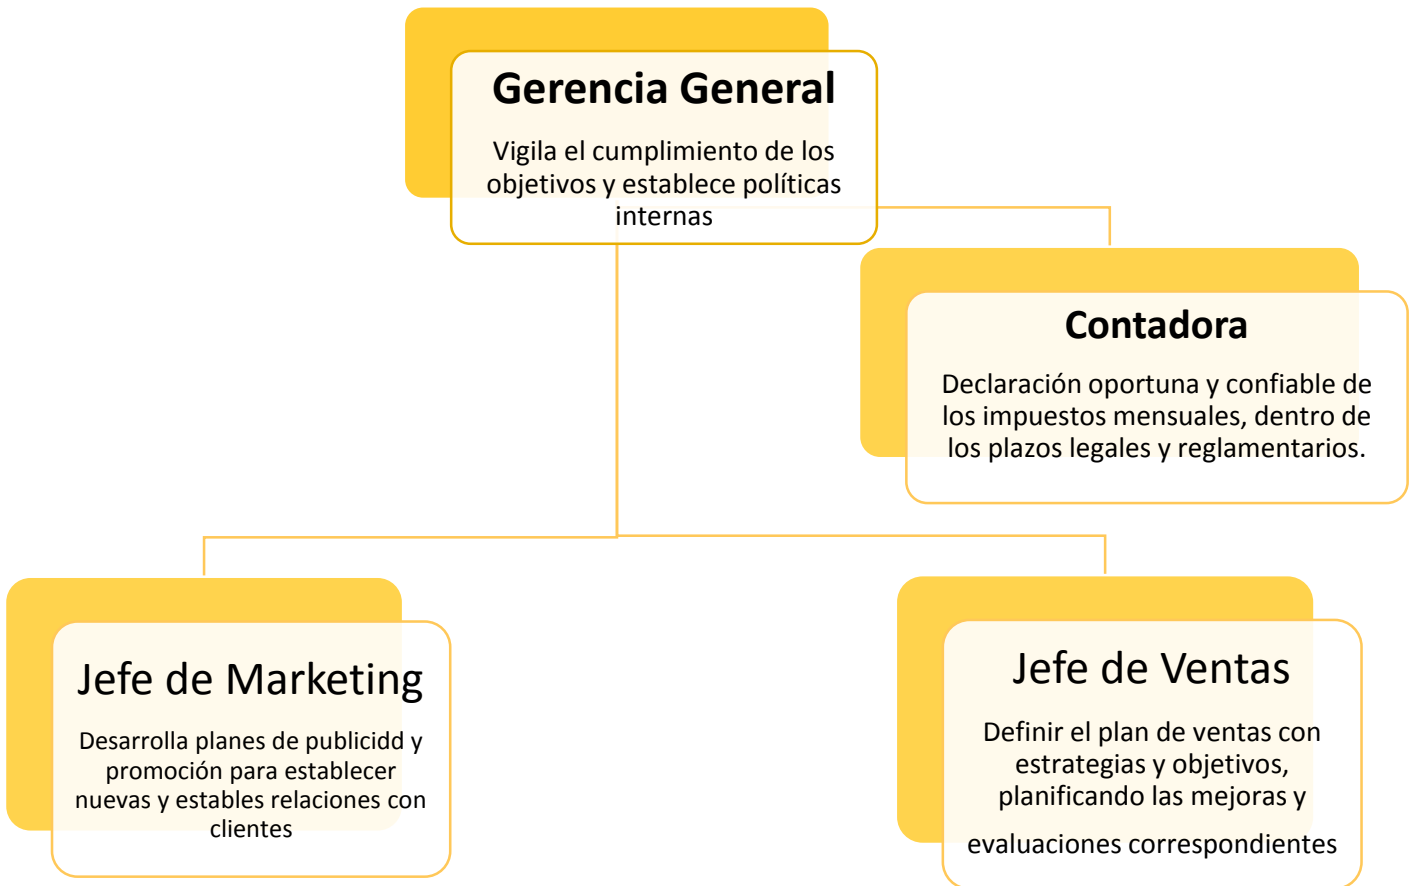 Gerencia General
Vigila el cumplimiento de los
objetivos y establece políticas
internas
Contadora
Declaración oportuna y confiable de
los impuestos mensuales, dentro de
los plazos legales y reglamentarios.
Jefe de Marketing
Desarrolla planes de publicidd y
promoción para establecer
nuevas y estables relaciones con
clientes
Jefe de Ventas
Definir el plan de ventas con
estrategias y objetivos,
planificando las mejoras y
evaluaciones correspondientes